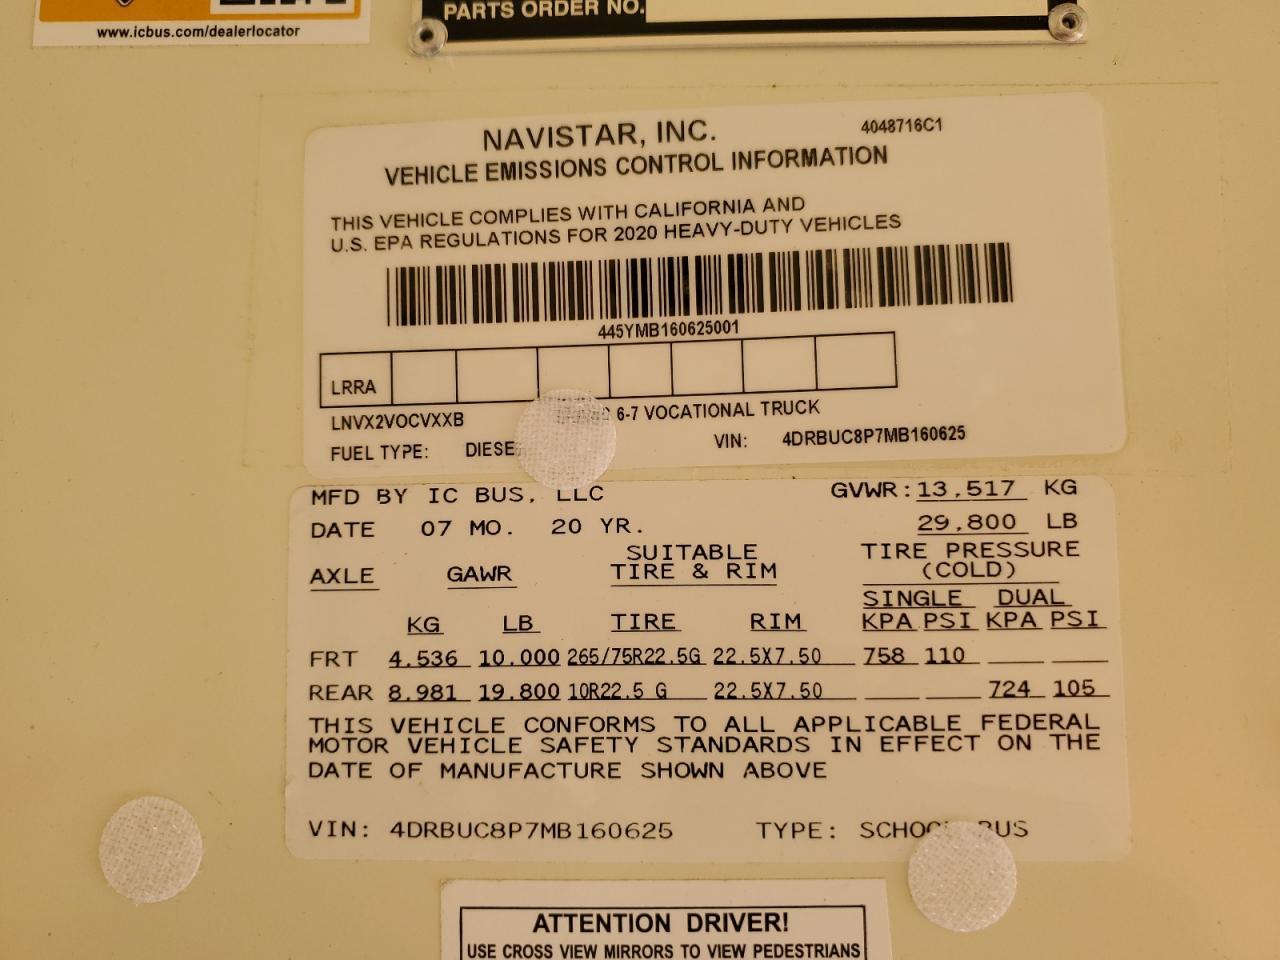 www.icbus.com/dealerlocator
PARTS ORDER NO.
NAVISTAR, INC. 4048716C1
VEHICLE EMISSIONS CONTROL INFORMATION
THIS VEHICLE COMPLIES WITH CALIFORNIA AND
U.S. EPA REGULATIONS FOR 2020 HEAVY-DUTY VEHICLES
445YMB160625001
LRRA
LNVX2VOCVXXB 6-7 VOCATIONAL TRUCK
FUEL TYPE: DIESE VIN: 4DRBUC8P7MB160625
MFD BY IC BUS, LLC GVWR: 13,517 KG
DATE 07 MO. 20 YR. 29,800 LB
SUITABLE TIRE PRESSURE
AXLE GAWR TIRE & RIM (COLD)
SINGLE DUAL
KG LB TIRE RIM KPA PSI KPA PSI
FRT 4,536 10,000 265/75R22.5G 22.5X7.50 758 110
REAR 8,981 19,800 10R22.5 G 22.5X7.50 724 105
THIS VEHICLE CONFORMS TO ALL APPLICABLE FEDERAL
MOTOR VEHICLE SAFETY STANDARDS IN EFFECT ON THE
DATE OF MANUFACTURE SHOWN ABOVE
VIN: 4DRBUC8P7MB160625 TYPE: SCHOOL BUS
ATTENTION DRIVER!
USE CROSS VIEW MIRRORS TO VIEW PEDESTRIANS